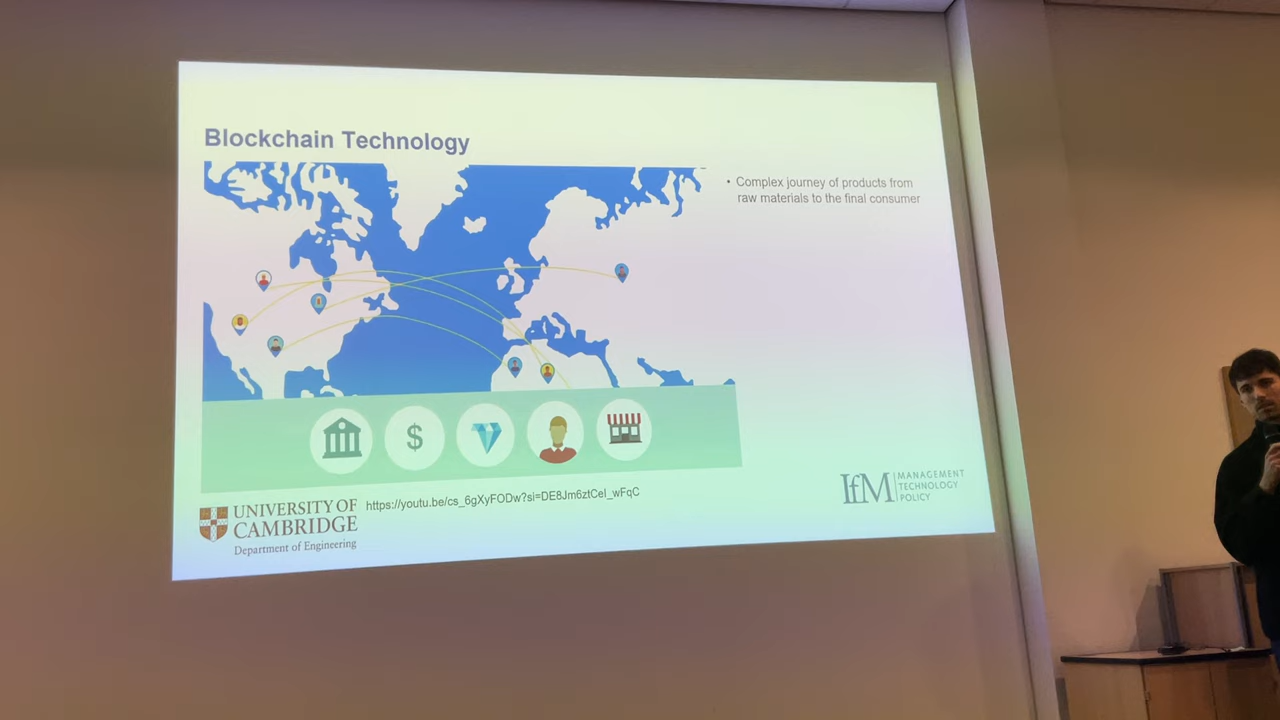 Blockchain Technology
• Complex journey of products from
raw materials to the final consumer
$
https://youtu.be/cs_6gXyFODw?si=DE8Jm6ztCeI_wFqC
UNIVERSITY OF
CAMBRIDGE
Department of Engineering
IfM
MANAGEMENT
TECHNOLOGY
POLICY